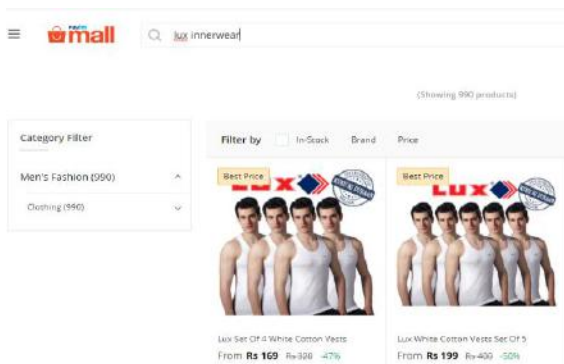 paytm
mall
lux innerwear
(Showing 990 products)
Category Filter
Filter by In-Stock Brand Price
Men's Fashion (990)
Clothing (990)
Best Price
LUX
Best Price
LUX
Lux Set Of 4 White Cotton Vests
From Rs 169 Rs 320 -47%
Lux White Cotton Vests Set Of 5
From Rs 199 Rs 400 -50%